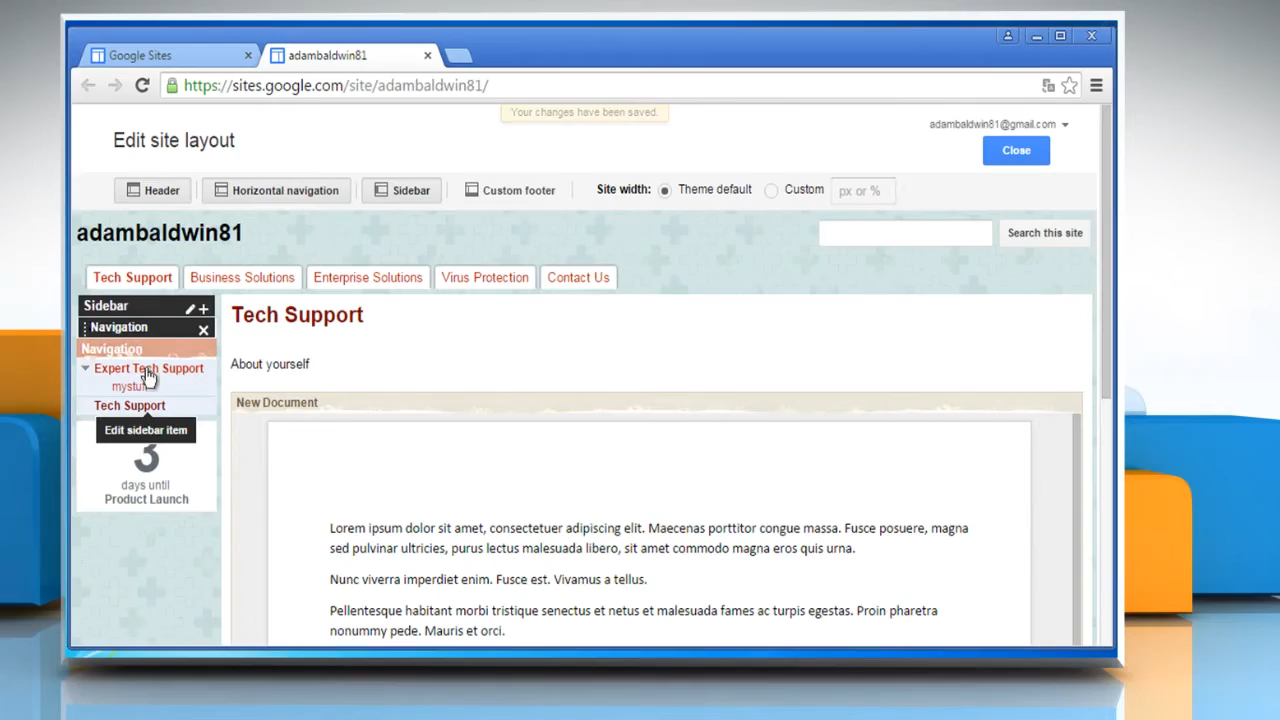 Google Sites
adambaldwin81
https://sites.google.com/site/adambaldwin81/
Your changes have been saved.
Edit site layout
adambaldwin81@gmail.com
Close
Header
Horizontal navigation
Sidebar
Custom footer
Site width:
Theme default
Custom
px or %
adambaldwin81
Search this site
Tech Support
Business Solutions
Enterprise Solutions
Virus Protection
Contact Us
Sidebar
Navigation
Navigation
Expert Tech Support
Tech Support
Edit sidebar item
3
days until
Product Launch
Tech Support
About yourself
New Document
Lorem ipsum dolor sit amet, consectetuer adipiscing elit. Maecenas porttitor congue massa. Fusce posuere, magna
sed pulvinar ultricies, purus lectus malesuada libero, sit amet commodo magna eros quis urna.
Nunc viverra imperdiet enim. Fusce est. Vivamus a tellus.
Pellentesque habitant morbi tristique senectus et netus et malesuada fames ac turpis egestas. Proin pharetra
nonummy pede. Mauris et orci.